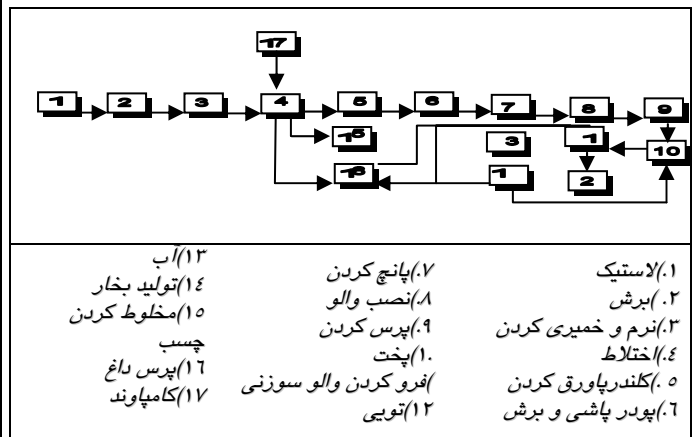 17
1 2 3 4 5 6 7 8 9
15 3 1 10
16 1 2
۱.)لاستیک
۲. )برش
۳.)نرم و خمیری کردن
۴.)اختلاط
۵ .)کلندریاورق کردن
۶.)پودر پاشی و برش
۷.)پانچ کردن
۸.)نصب والو
۹.)پرس کردن
۱۰)پخت
)فرو کردن والو سوزنی
۱۲)تویی
۱۳)آب
۱۴)تولید بخار
۱۵)مخلوط کردن
چسب
۱۶)پرس داغ
۱۷)کامپاوند